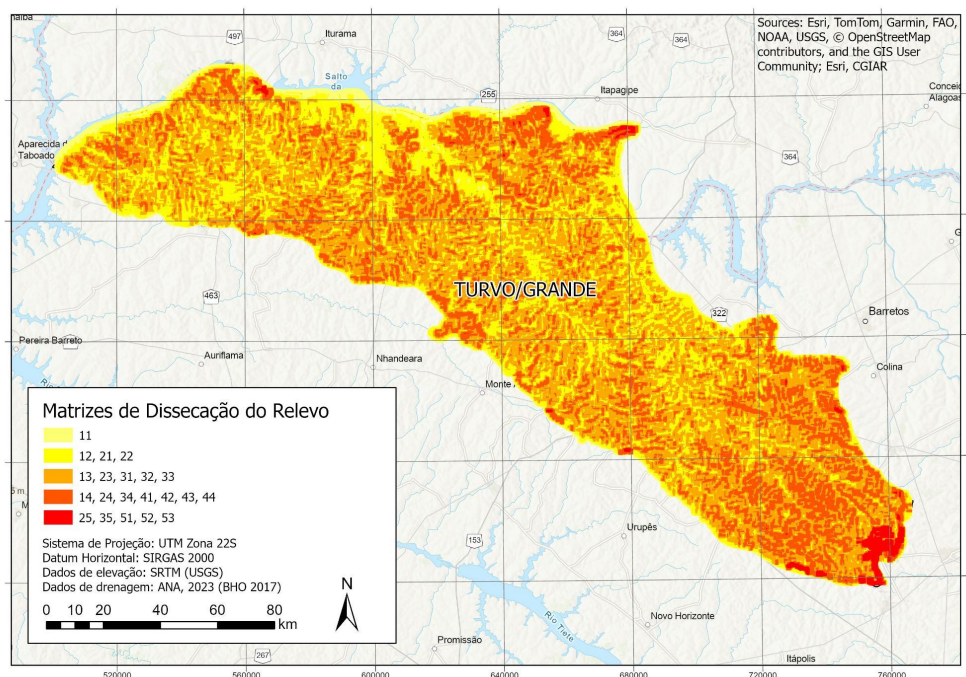 Sources: Esri, TomTom, Garmin, FAO,
NOAA, USGS, © OpenStreetMap
contributors, and the GIS User
Community; Esri, CGIAR
497
Iturama
364
364
Salto
da
255
Itapagipe
Concei
Alagoas
Aparecida d
Taboado
364
G
TURVO/GRANDE
463
322
Barretos
Pereira Barreto
Auriflama
Nhandeara
Colina
Monte
Matrizes de Dissecação do Relevo
11
12, 21, 22
13, 23, 31, 32, 33
14, 24, 34, 41, 42, 43, 44
25, 35, 51, 52, 53
Sistema de Projeção: UTM Zona 22S
Datum Horizontal: SIRGAS 2000
Dados de elevação: SRTM (USGS)
Dados de drenagem: ANA, 2023 (BHO 2017)
N
0 10 20 40 60 80
km
153
Urupês
Rio Tiete
Novo Horizonte
Promissão
Itápolis
267
520000 560000 600000 640000 680000 720000 760000